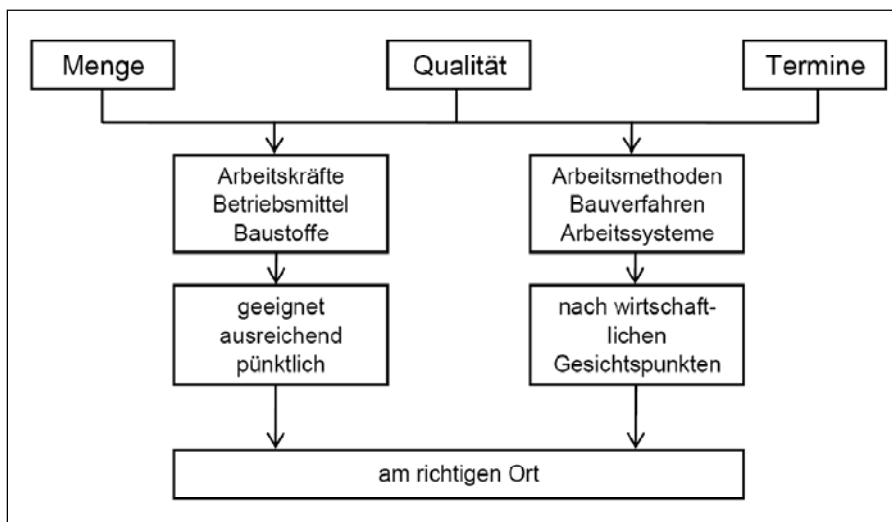 Menge
Qualität
Termine
Arbeitskräfte
Betriebsmittel
Baustoffe
Arbeitsmethoden
Bauverfahren
Arbeitssysteme
geeignet
ausreichend
pünktlich
nach wirtschaft-
lichen
Gesichtspunkten
am richtigen Ort